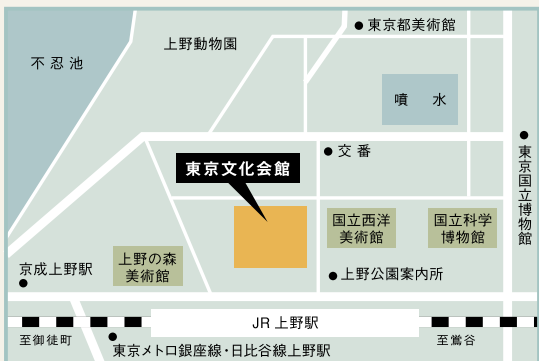 東京都美術館
上野動物園
不忍池
噴 水
交番
東京国立博物館
東京文化会館
国立西洋
美術館
国立科学
博物館
上野の森
美術館
京成上野駅
上野公園案内所
JR 上野駅
至御徒町
至鶯谷
東京メトロ銀座線・日比谷線上野駅